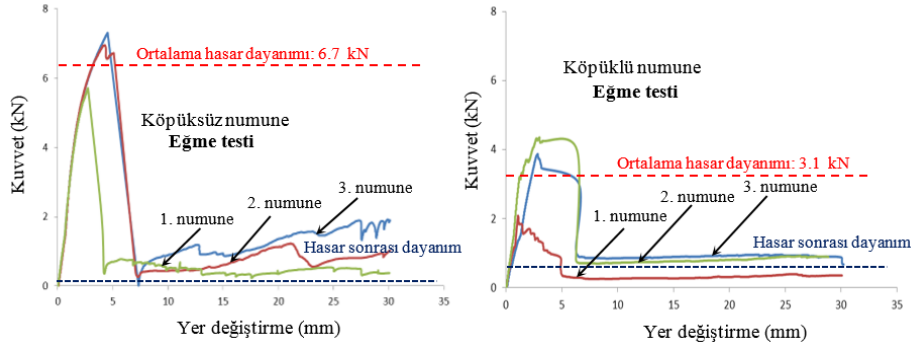 8
6
4
2
0
0
5
10
15
20
25
30
35
Kuvvet (kN)
Yer değiştirme (mm)
Ortalama hasar dayanımı: 6.7 kN
Köpüksüz numune
Eğme testi
1. numune
2. numune
3. numune
Hasar sonrası dayanım
8
6
4
2
0
0
5
10
15
20
25
30
35
Kuvvet (kN)
Yer değiştirme (mm)
Köpüklü numune
Eğme testi
Ortalama hasar dayanımı: 3.1 kN
1. numune
2. numune
3. numune
Hasar sonrası dayanım